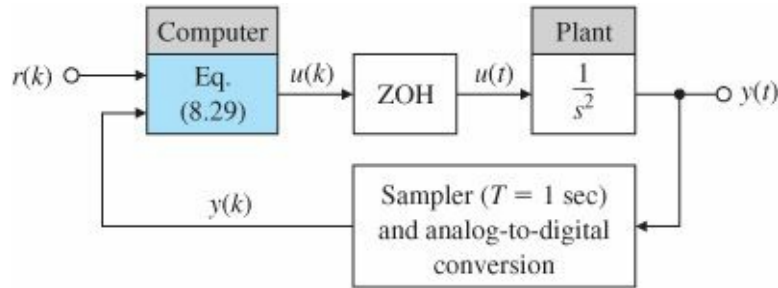 Computer
Plant
r(k)
Eq.
(8.29)
u(k)
ZOH
u(t)
1
s²
y(t)
y(k)
Sampler (T = 1 sec)
and analog-to-digital
conversion